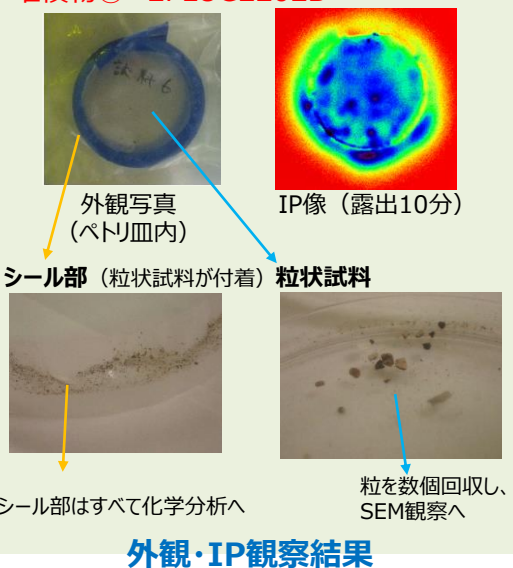 外観写真
（ペトリ皿内）
IP像（露出10分）
シール部（粒状試料が付着）
粒状試料
シール部はすべて化学分析へ
粒を数個回収し、
SEM観察へ
外観･IP観察結果